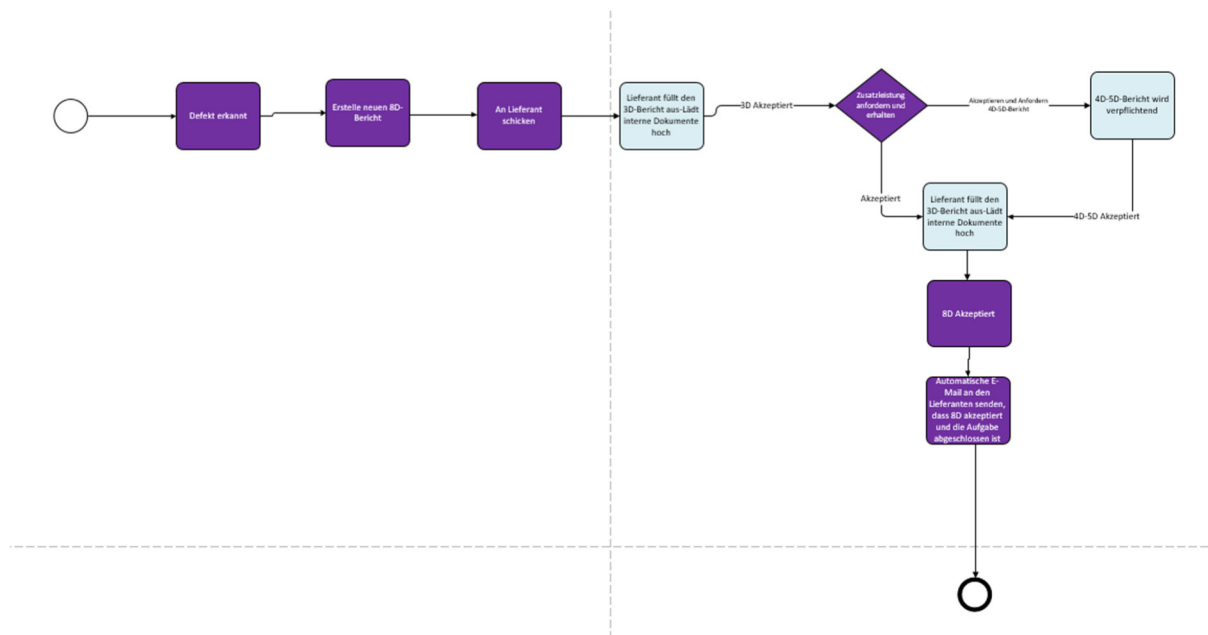 Defekt erkannt
Erstelle neuen 8D-
Bericht
An Lieferant
schicken
Lieferant füllt den
3D-Bericht aus-Lädt
interne Dokumente
hoch
3D Akzeptiert
Zusatzleistung
anfordern und
erhalten
Akzeptieren und Anfordern
4D-5D-Bericht
4D-5D-Bericht wird
verpflichtend
Akzeptiert
Lieferant füllt den
3D-Bericht aus-Lädt
interne Dokumente
hoch
4D-5D Akzeptiert
8D Akzeptiert
Automatische E-
Mail an den
Lieferanten senden,
dass 8D akzeptiert
und die Aufgabe
abgeschlossen ist